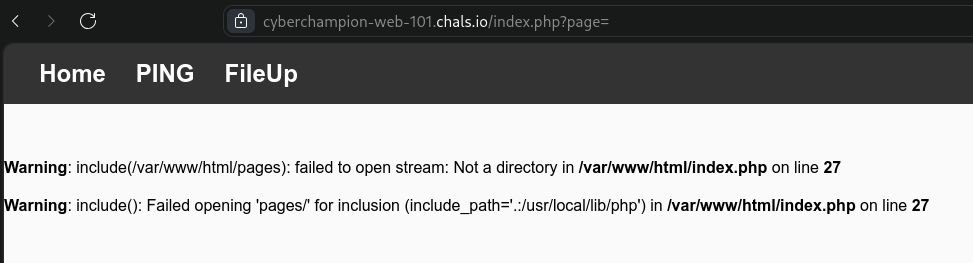 cyberchampion-web-101.chals.io/index.php?page=
Home PING FileUp
Warning: include(/var/www/html/pages): failed to open stream: Not a directory in /var/www/html/index.php on line 27
Warning: include(): Failed opening 'pages/' for inclusion (include_path='.:/usr/local/lib/php') in /var/www/html/index.php on line 27